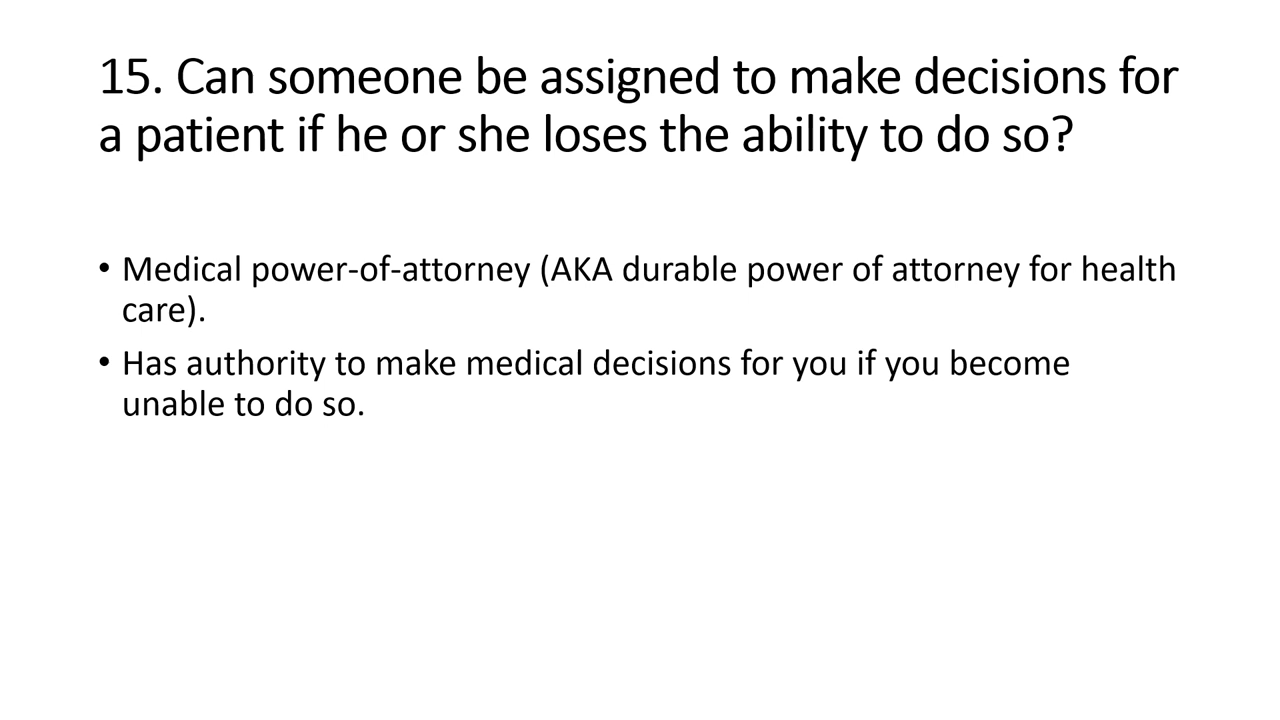 15. Can someone be assigned to make decisions for
a patient if he or she loses the ability to do so?
• Medical power-of-attorney (AKA durable power of attorney for health
care).
• Has authority to make medical decisions for you if you become
unable to do so.